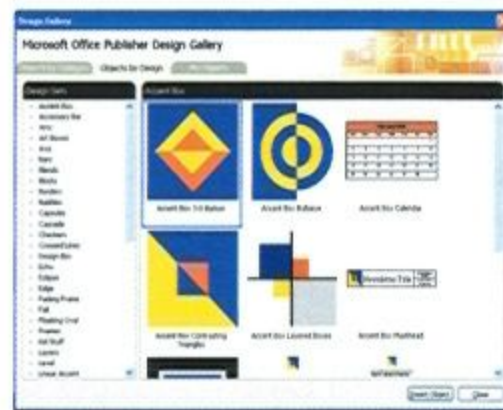 Design Gallery
Microsoft Office Publisher Design Gallery
Objects by Design
Design Sets
Accent Box
Accent Box
Accessory Bar
Arcs
Art Boxes
Axis
Bars
Blends
Blocks
Borders
Bubbles
Capsules
Cascade
Checkers
Crossed Lines
Design Box
Echo
Eclipse
Edge
Fading Frame
Floating Oval
Frames
Hot Stuff
Layers
Level
Linear Accent
Accent Box 3-D Button
Accent Box Bullseye
Accent Box Calendar
Accent Box Contrasting
Triangles
Accent Box Layered Boxes
Newsletter Title
Accent Box Masthead
Insert Object
Close